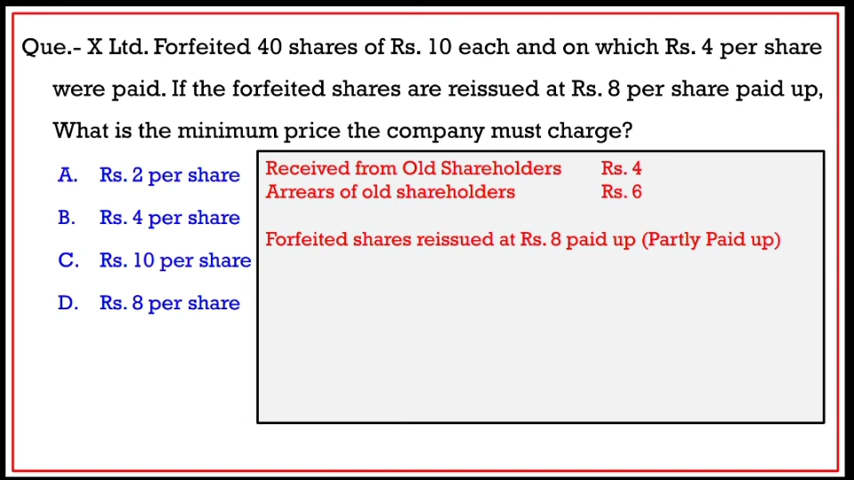 Que.- X Ltd. Forfeited 40 shares of Rs. 10 each and on which Rs. 4 per share
were paid. If the forfeited shares are reissued at Rs. 8 per share paid up,
What is the minimum price the company must charge?
A. Rs. 2 per share
B. Rs. 4 per share
C. Rs. 10 per share
D. Rs. 8 per share
Received from Old Shareholders Rs. 4
Arrears of old shareholders Rs. 6
Forfeited shares reissued at Rs. 8 paid up (Partly Paid up)